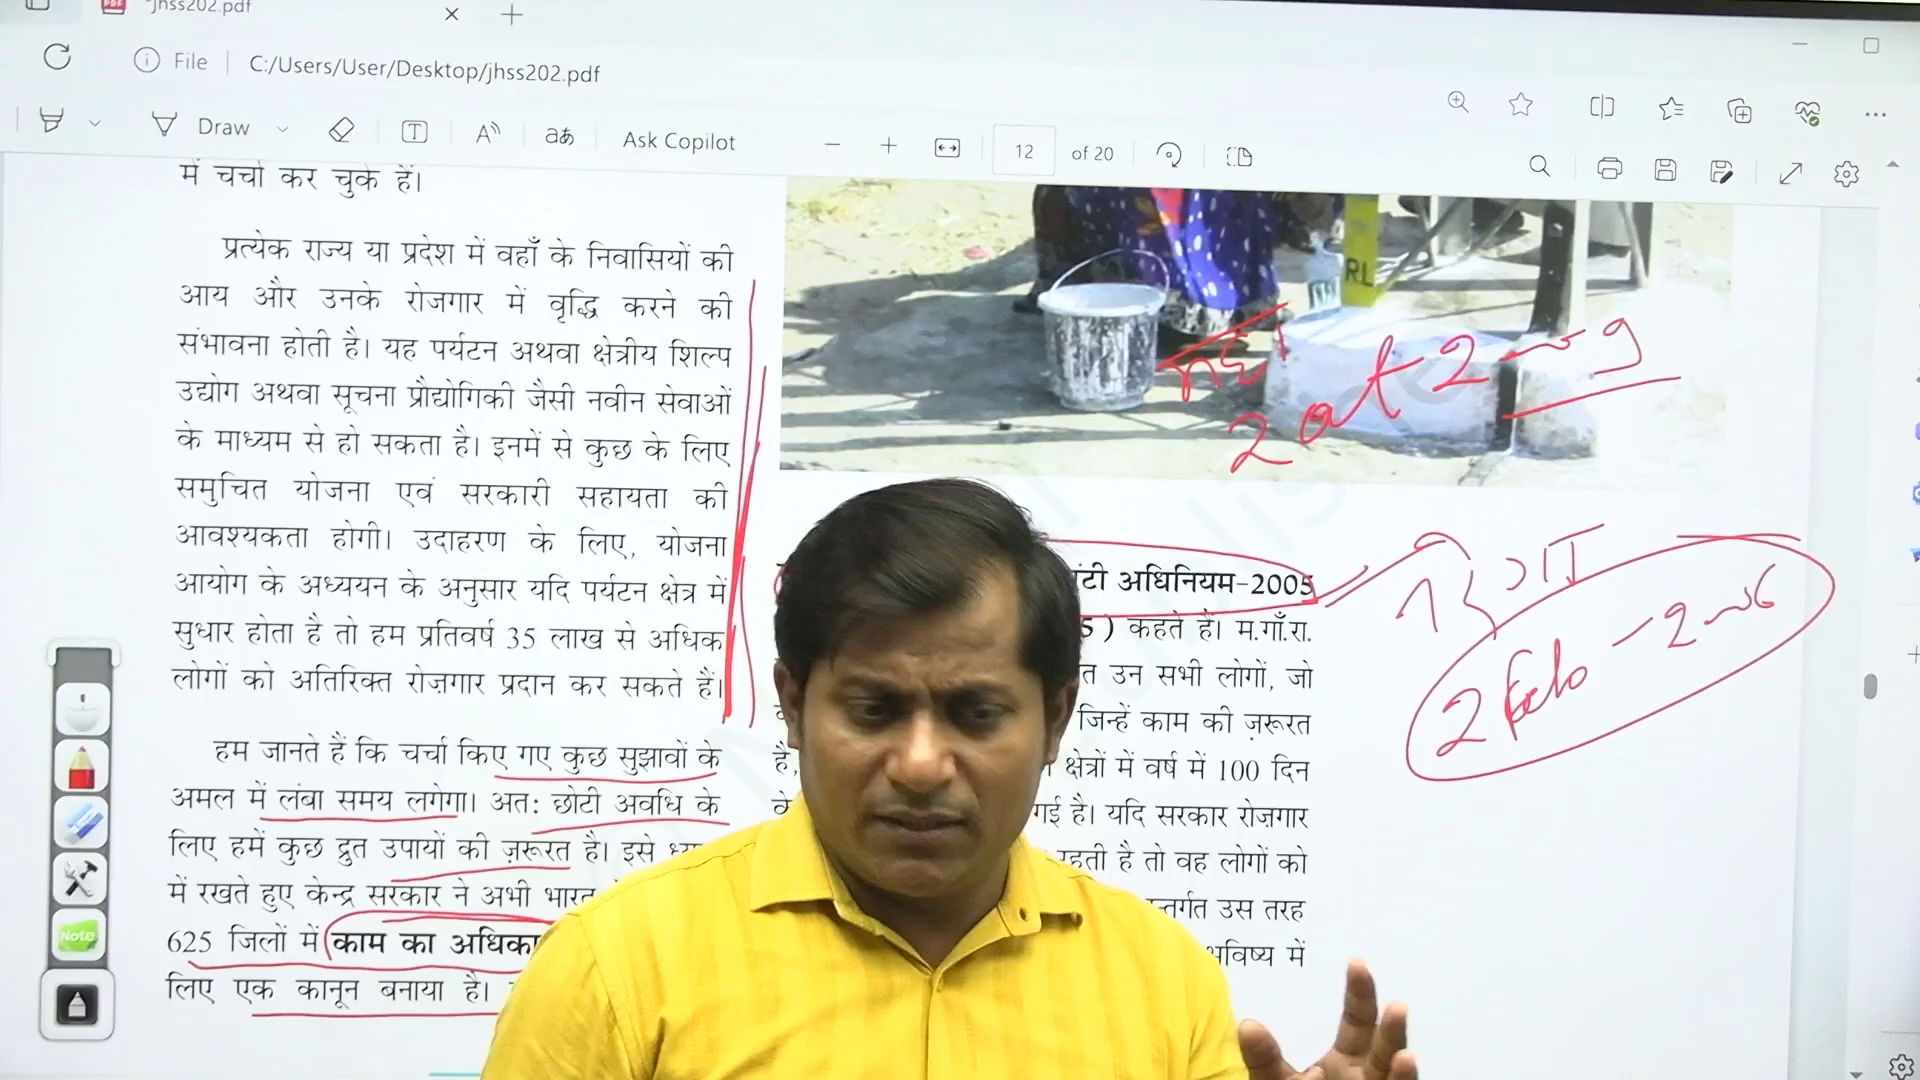 jhss202.pdf
File
C:/Users/User/Desktop/jhss202.pdf
Draw
T
A
aあ
Ask Copilot
12
of 20
में चर्चा कर चुके हैं।
प्रत्येक राज्य या प्रदेश में वहाँ के निवासियों की
आय और उनके रोजगार में वृद्धि करने की
संभावना होती है। यह पर्यटन अथवा क्षेत्रीय शिल्प
उद्योग अथवा सूचना प्रौद्योगिकी जैसी नवीन सेवाओं
के माध्यम से हो सकता है। इनमें से कुछ के लिए
समुचित योजना एवं सरकारी सहायता की
आवश्यकता होगी। उदाहरण के लिए, योजना
आयोग के अध्ययन के अनुसार यदि पर्यटन क्षेत्र में
सुधार होता है तो हम प्रतिवर्ष 35 लाख से अधिक
लोगों को अतिरिक्त रोज़गार प्रदान कर सकते हैं।
हम जानते हैं कि चर्चा किए गए कुछ सुझावों के
अमल में लंबा समय लगेगा। अतः छोटी अवधि के
लिए हमें कुछ द्रुत उपायों की ज़रूरत है। इसे
में रखते हुए केन्द्र सरकार ने अभी भारत
625 जिलों में काम का अधिका
लिए एक कानून बनाया है।
RL
2
ंटी अधिनियम-2005
5 ) कहते हैं। म.गाँ.रा.
त उन सभी लोगों, जो
जिन्हें काम की ज़रूरत
है,
क्षेत्रों में वर्ष में 100 दिन
के
गई है। यदि सरकार रोज़गार
रहती है तो वह लोगों को
न्तर्गत उस तरह
भविष्य में
2 Feb - 2006
Note